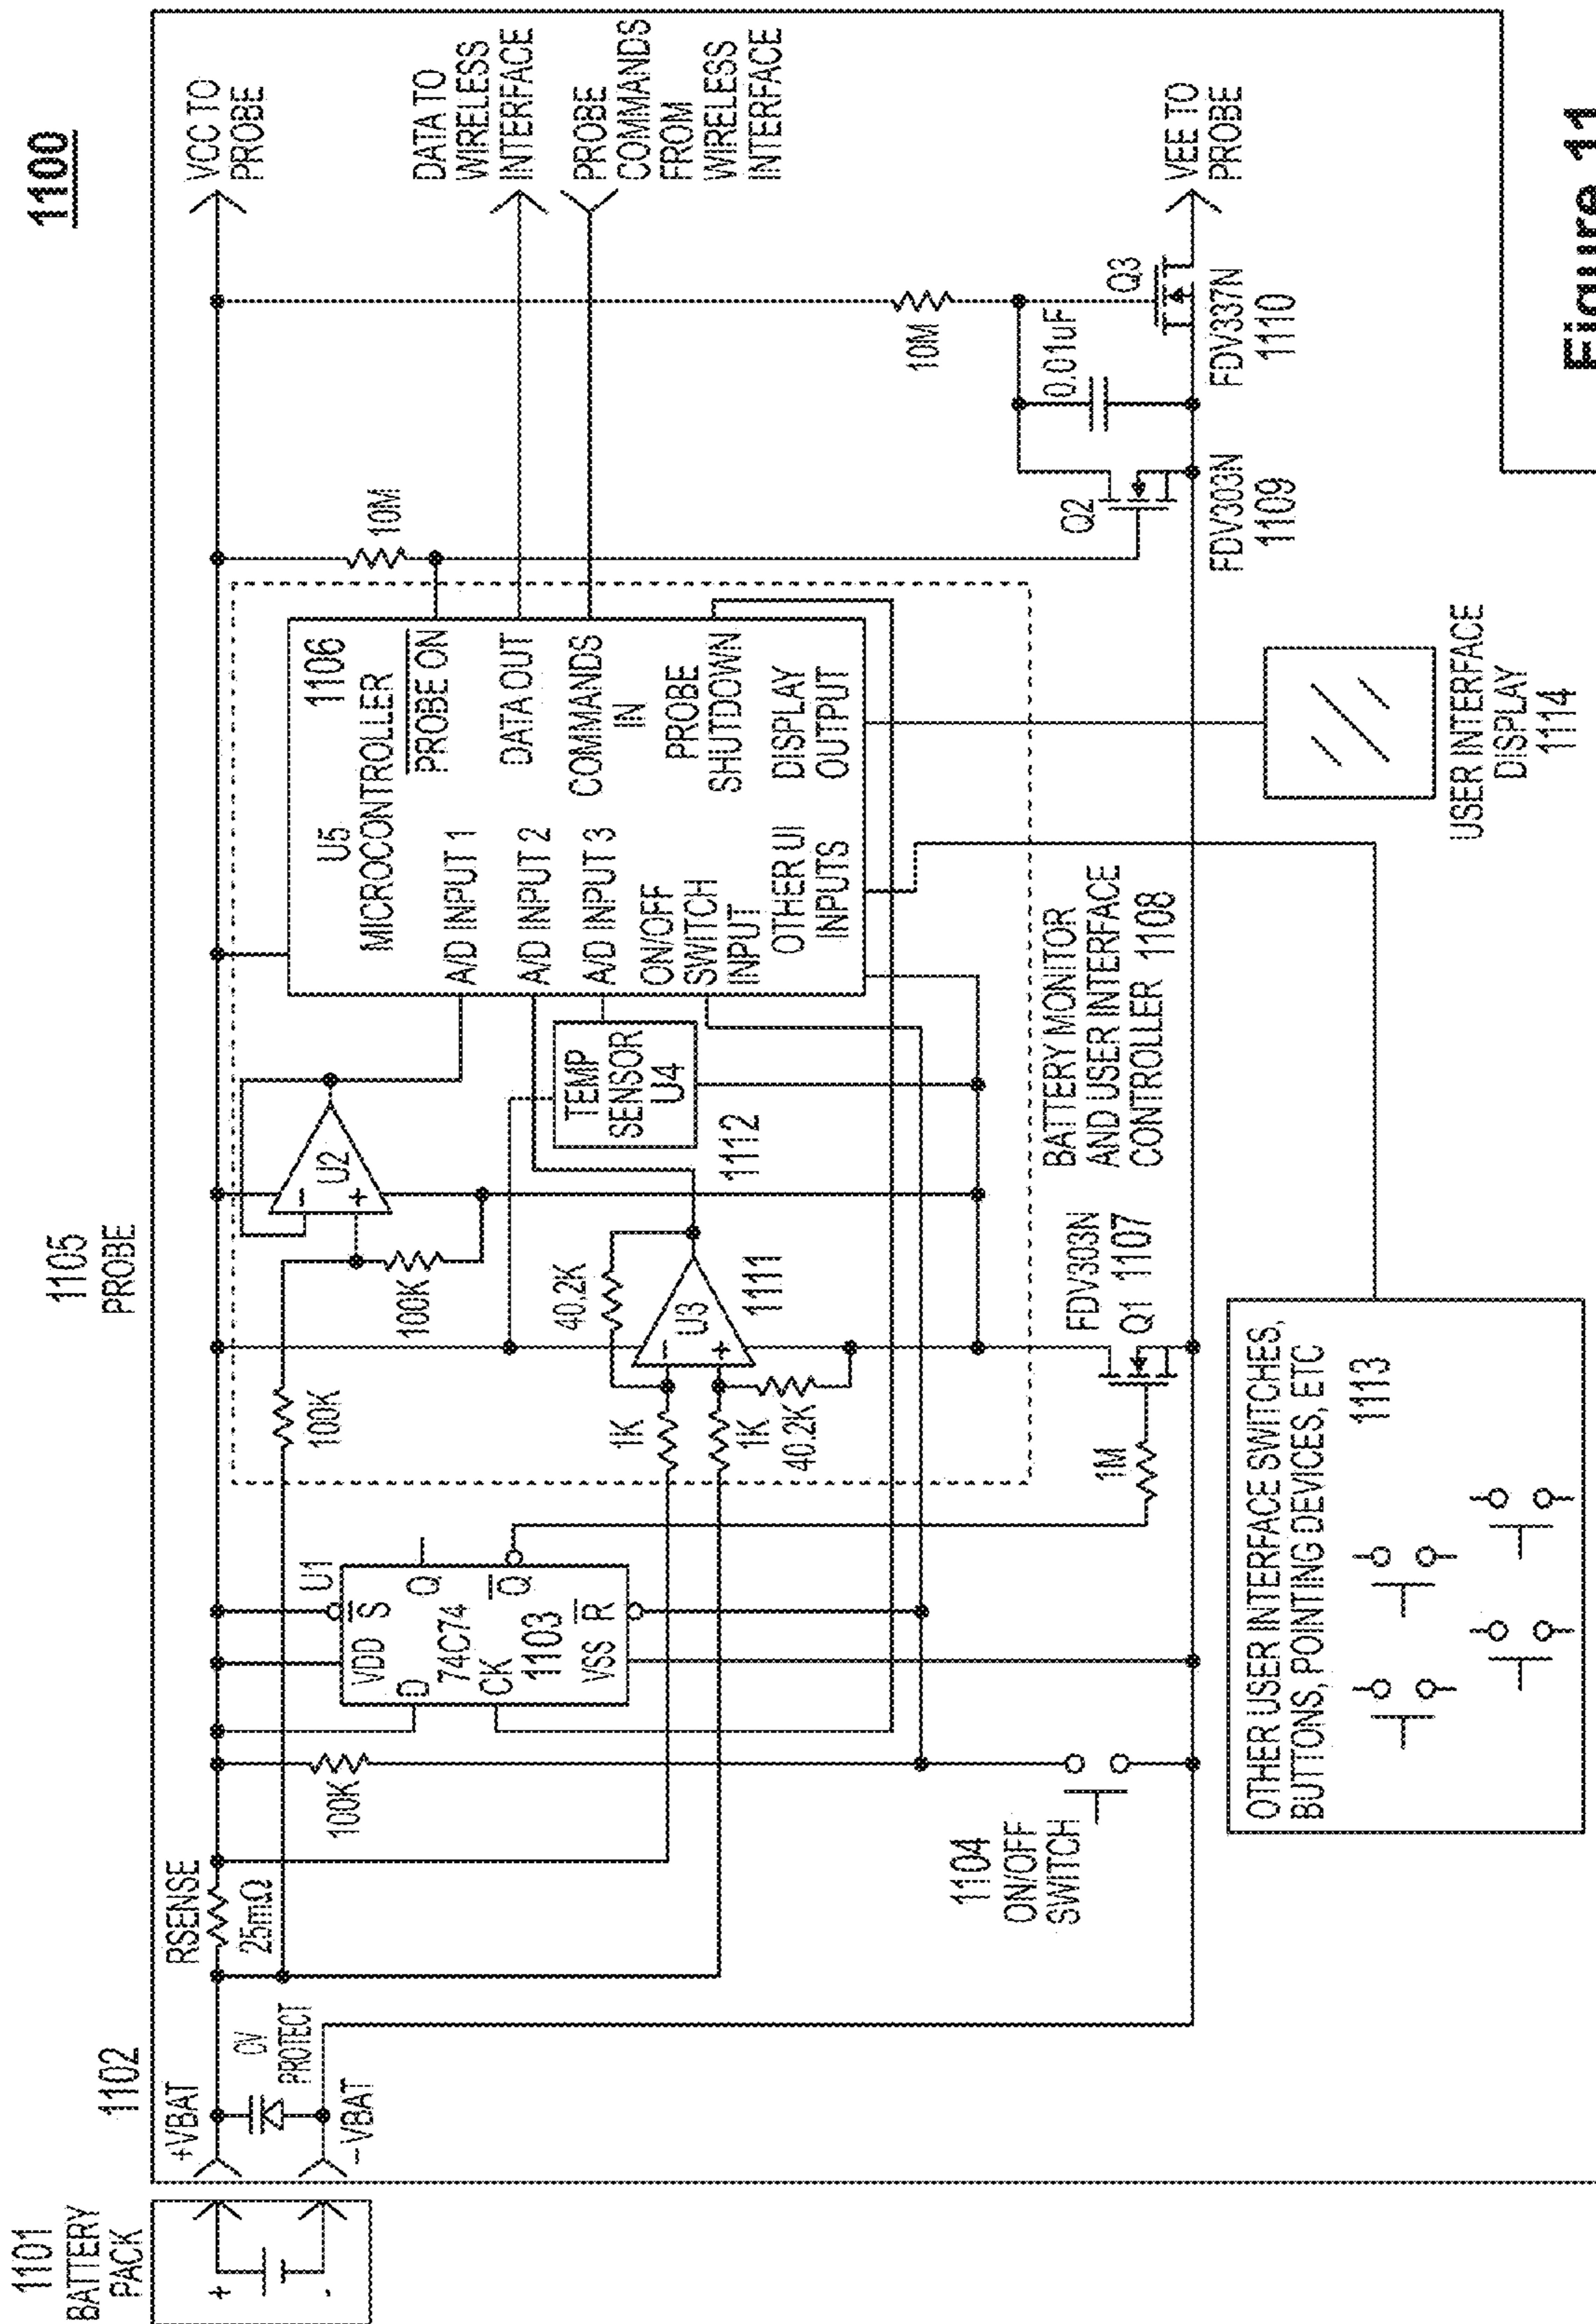 1100
1101
BATTERY
PACK
+
-
1102
+VBAT
OV
PROTECT
-VBAT
RSENSE
25mΩ
1105
PROBE
100K
VDD
S
U1
D
74C74
Q
CK
Q
1103
VSS
R
1104
ON/OFF
SWITCH
100K
100K
-
U2
+
1K
40.2K
-
U3
+
1K
40.2K
1111
TEMP
SENSOR
U4
1112
U5
1106
MICROCONTROLLER
A/D INPUT 1
PROBE ON
A/D INPUT 2
DATA OUT
A/D INPUT 3
COMMANDS
IN
ON/OFF
SWITCH
INPUT
PROBE
SHUTDOWN
OTHER UI
INPUTS
DISPLAY
OUTPUT
1M
FDV303N
Q1 1107
BATTERY MONITOR
AND USER INTERFACE
CONTROLLER 1108
10M
Q2
FDV303N
1109
10M
0.01uF
Q3
FDV337N
1110
VCC TO
PROBE
DATA TO
WIRELESS
INTERFACE
PROBE
COMMANDS
FROM
WIRELESS
INTERFACE
VEE TO
PROBE
OTHER USER INTERFACE SWITCHES,
BUTTONS, POINTING DEVICES, ETC
1113
USER INTERFACE
DISPLAY
1114
Figure 11